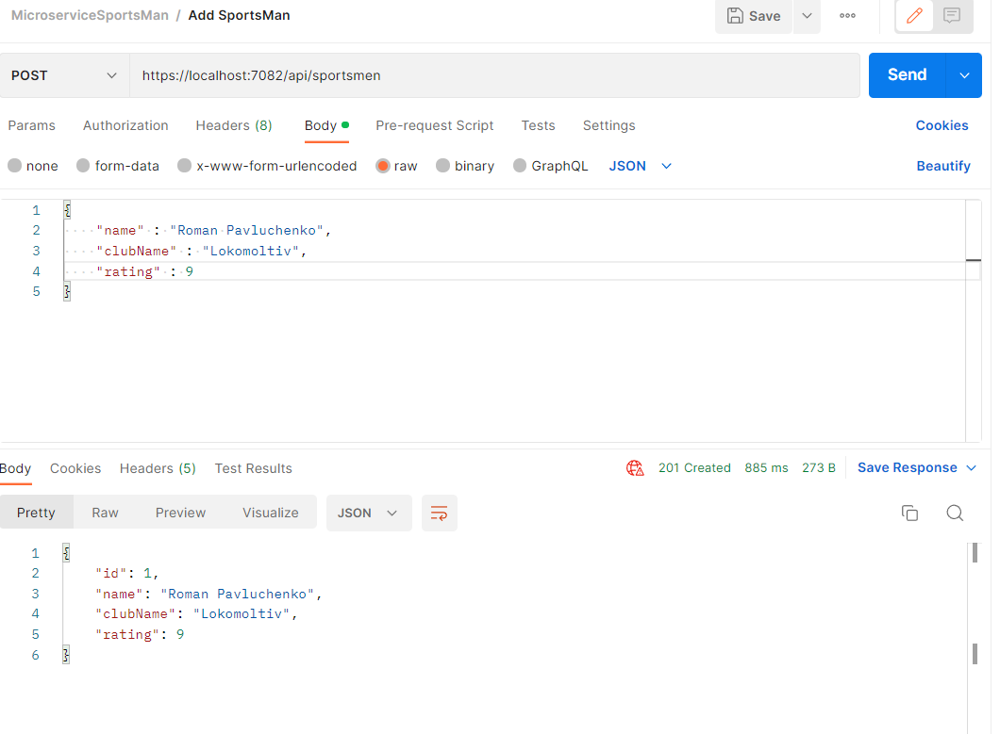 MicroserviceSportsMan / Add SportsMan Save
POST https://localhost:7082/api/sportsmen Send
Params Authorization Headers (8) Body Pre-request Script Tests Settings Cookies
none form-data x-www-form-urlencoded raw binary GraphQL JSON Beautify
1 {
2 "name" : "Roman Pavluchenko",
3 "clubName" : "Lokomoltiv",
4 "rating" : 9
5 }
Body Cookies Headers (5) Test Results 201 Created 885 ms 273 B Save Response
Pretty Raw Preview Visualize JSON
1 {
2 "id": 1,
3 "name": "Roman Pavluchenko",
4 "clubName": "Lokomoltiv",
5 "rating": 9
6 }